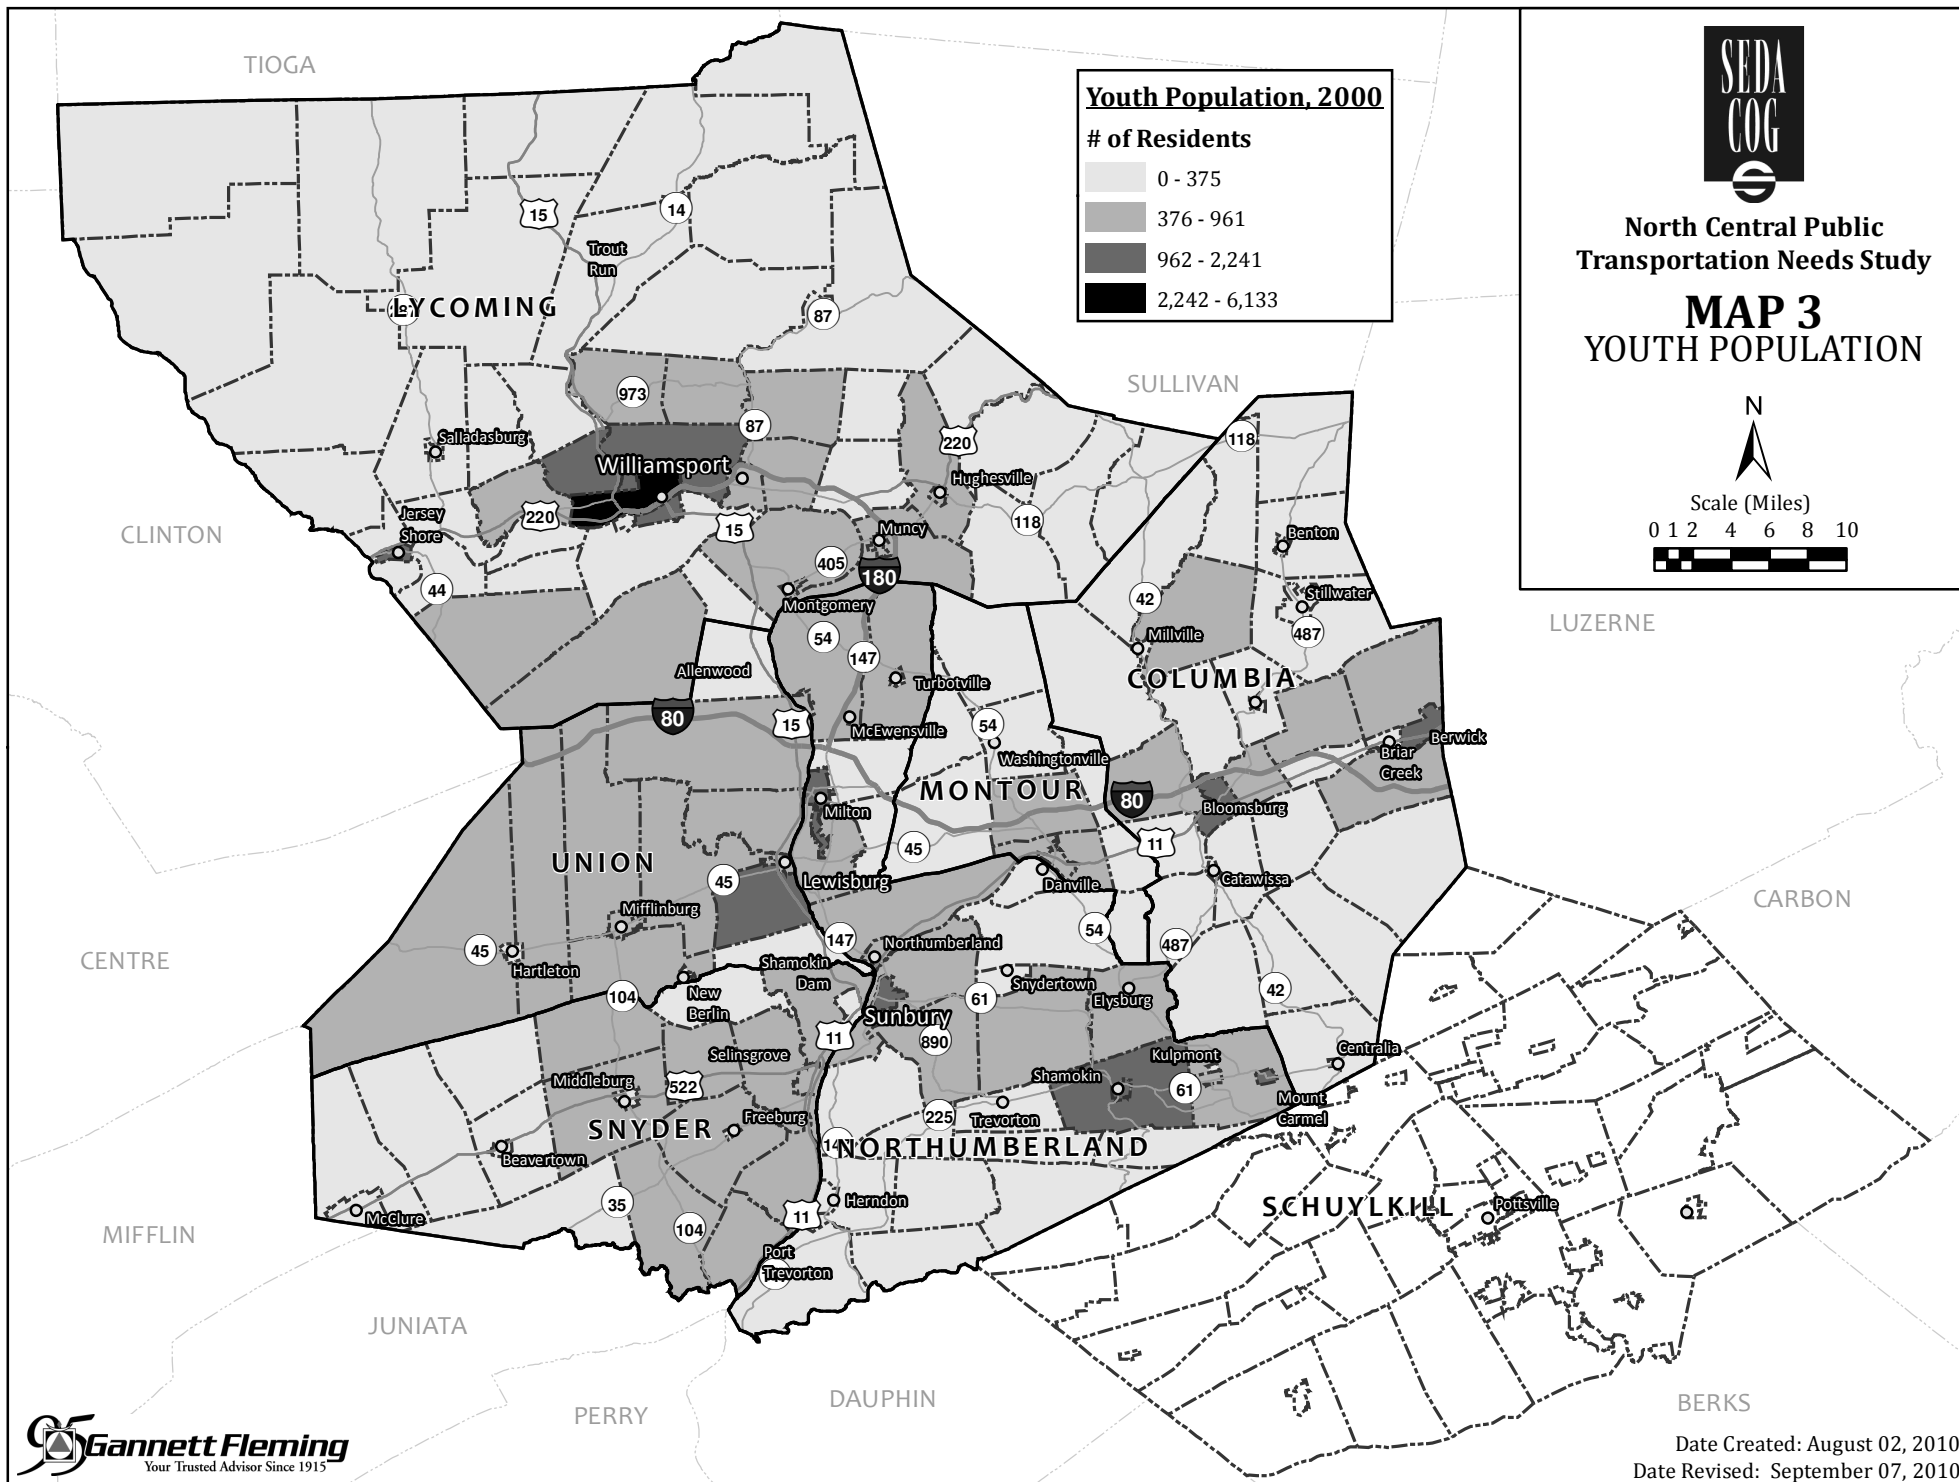 TIOGA
Youth Population, 2000
# of Residents
0 - 375
376 - 961
962 - 2,241
2,242 - 6,133
SEDA
COG
North Central Public
Transportation Needs Study
MAP 3
YOUTH POPULATION
N
Scale (Miles)
0 1 2 4 6 8 10
15
14
Trout
Run
LYCOMING
87
SULLIVAN
973
87
118
220
Salladasburg
Williamsport
Hughesville
CLINTON
Jersey
Shore
220
15
118
Muncy
Benton
405
180
44
Montgomery
42
Stillwater
LUZERNE
54
487
147
Millville
Allenwood
Turbotville
COLUMBIA
80
15
54
McEwensville
Washingtonville
Berwick
Briar
Creek
MONTOUR
80
Milton
Bloomsburg
45
11
UNION
45
Lewisburg
Danville
Catawissa
CARBON
Mifflinburg
147
54
45
Northumberland
487
CENTRE
Hartleton
Shamokin
Dam
Snydertown
104
New
Berlin
61
Elysburg
42
Sunbury
11
890
Selinsgrove
Kulpmont
Centralia
Middleburg
522
Shamokin
61
Mount
Carmel
Freeburg
225
Trevorton
SNYDER
NORTHUMBERLAND
Beavertown
35
Herndon
SCHUYLKILL
Pottsville
McClure
11
MIFFLIN
104
Port
Trevorton
JUNIATA
DAUPHIN
PERRY
BERKS
95 Gannett Fleming
Your Trusted Advisor Since 1915
Date Created: August 02, 2010
Date Revised: September 07, 2010